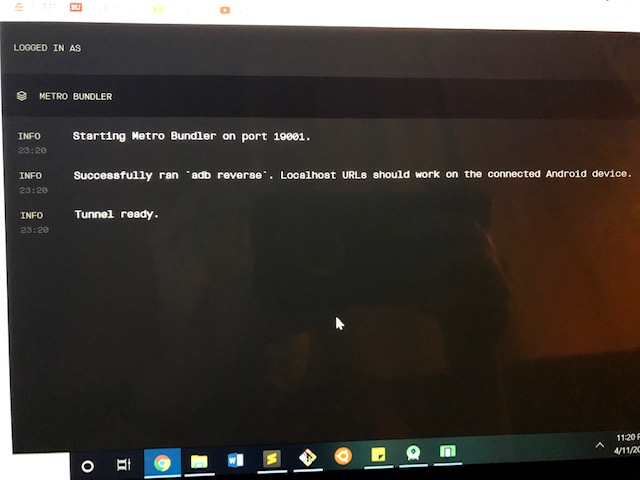 LOGGED IN AS
METRO BUNDLER
INFO Starting Metro Bundler on port 19001.
23:20
INFO Successfully ran `adb reverse`. Localhost URLs should work on the connected Android device.
23:20
INFO Tunnel ready.
23:20
11:20
4/11/20